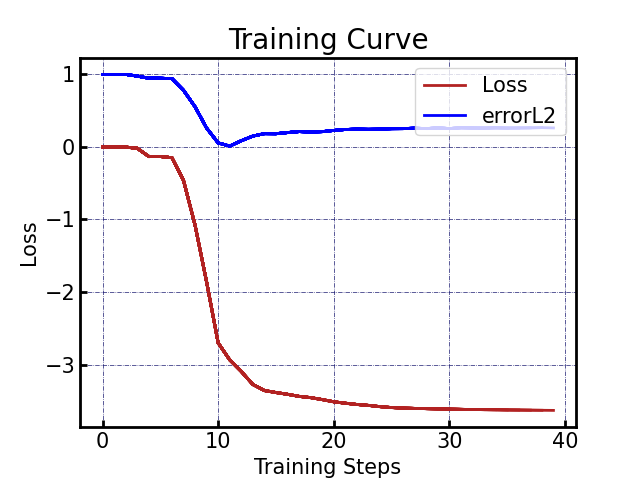 Training Curve
Loss
errorL2
1
0
−1
−2
−3
Loss
0 10 20 30 40
Training Steps